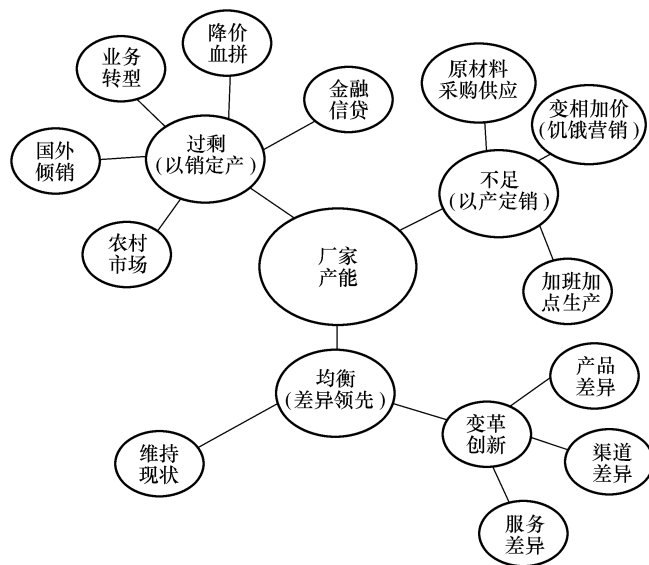 降价
血拼
业务
转型
金融
信贷
国外
倾销
过剩
(以销定产)
农村
市场
原材料
采购供应
变相加价
(饥饿营销)
不足
(以产定销)
加班加
点生产
厂家
产能
均衡
(差异领先)
维持
现状
变革
创新
产品
差异
渠道
差异
服务
差异